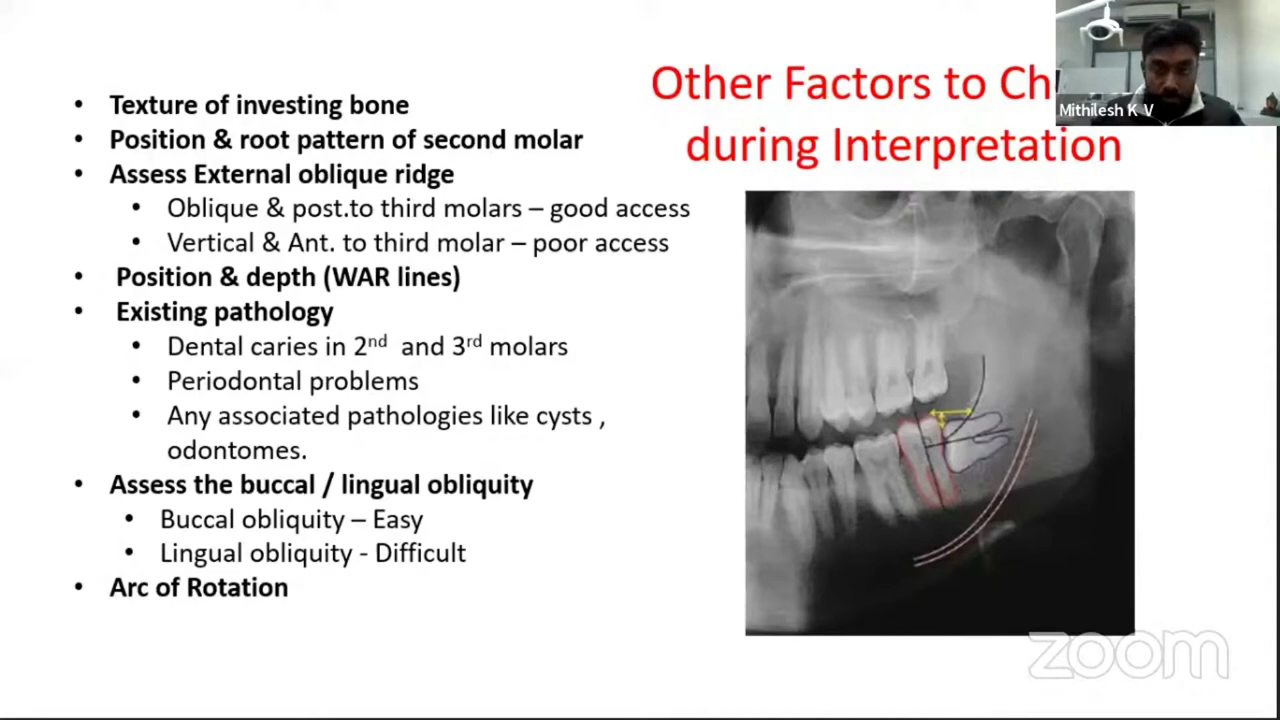 Other Factors to Ch
during Interpretation
Mithilesh K V
• Texture of investing bone
• Position & root pattern of second molar
• Assess External oblique ridge
• Oblique & post.to third molars – good access
• Vertical & Ant. to third molar – poor access
• Position & depth (WAR lines)
• Existing pathology
• Dental caries in 2nd and 3rd molars
• Periodontal problems
• Any associated pathologies like cysts ,
odontomes.
• Assess the buccal / lingual obliquity
• Buccal obliquity – Easy
• Lingual obliquity - Difficult
• Arc of Rotation
zoom